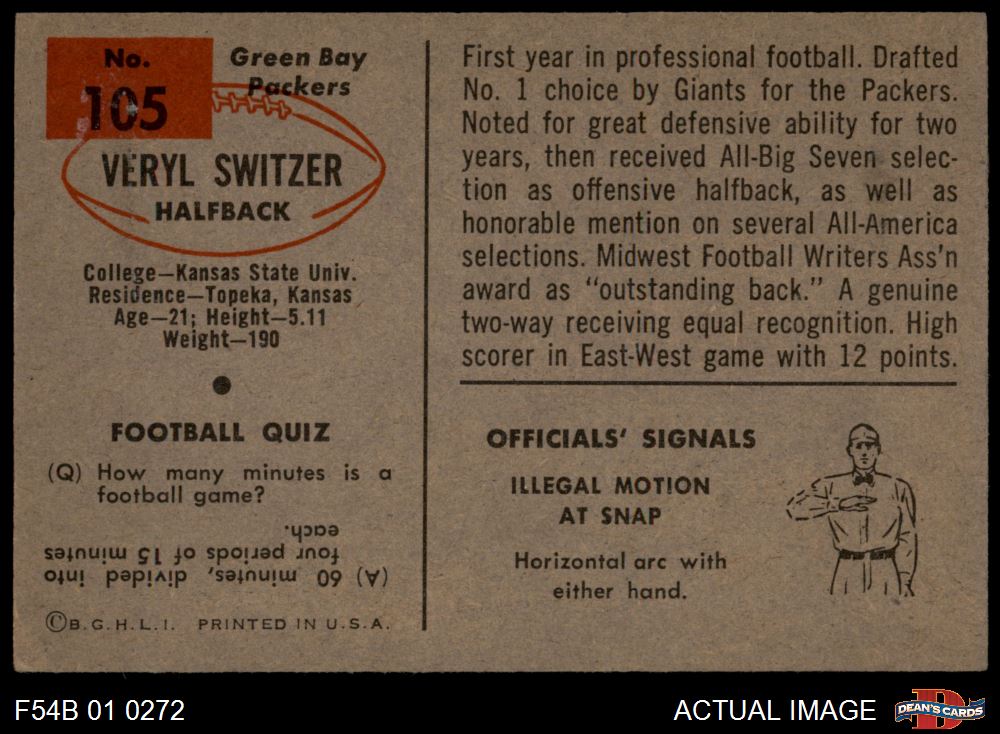 No.
105
Green Bay
Packers
VERYL SWITZER
HALFBACK
College—Kansas State Univ.
Residence—Topeka, Kansas
Age—21; Height—5.11
Weight—190
FOOTBALL QUIZ
(Q) How many minutes is a
football game?
(A) 60 minutes, divided into
four periods of 15 minutes
each.
©B.G.H.L.I. PRINTED IN U.S.A.
First year in professional football. Drafted
No. 1 choice by Giants for the Packers.
Noted for great defensive ability for two
years, then received All-Big Seven selec-
tion as offensive halfback, as well as
honorable mention on several All-America
selections. Midwest Football Writers Ass'n
award as "outstanding back." A genuine
two-way receiving equal recognition. High
scorer in East-West game with 12 points.
OFFICIALS' SIGNALS
ILLEGAL MOTION
AT SNAP
Horizontal arc with
either hand.
F54B 01 0272
ACTUAL IMAGE
DEAN'S CARDS